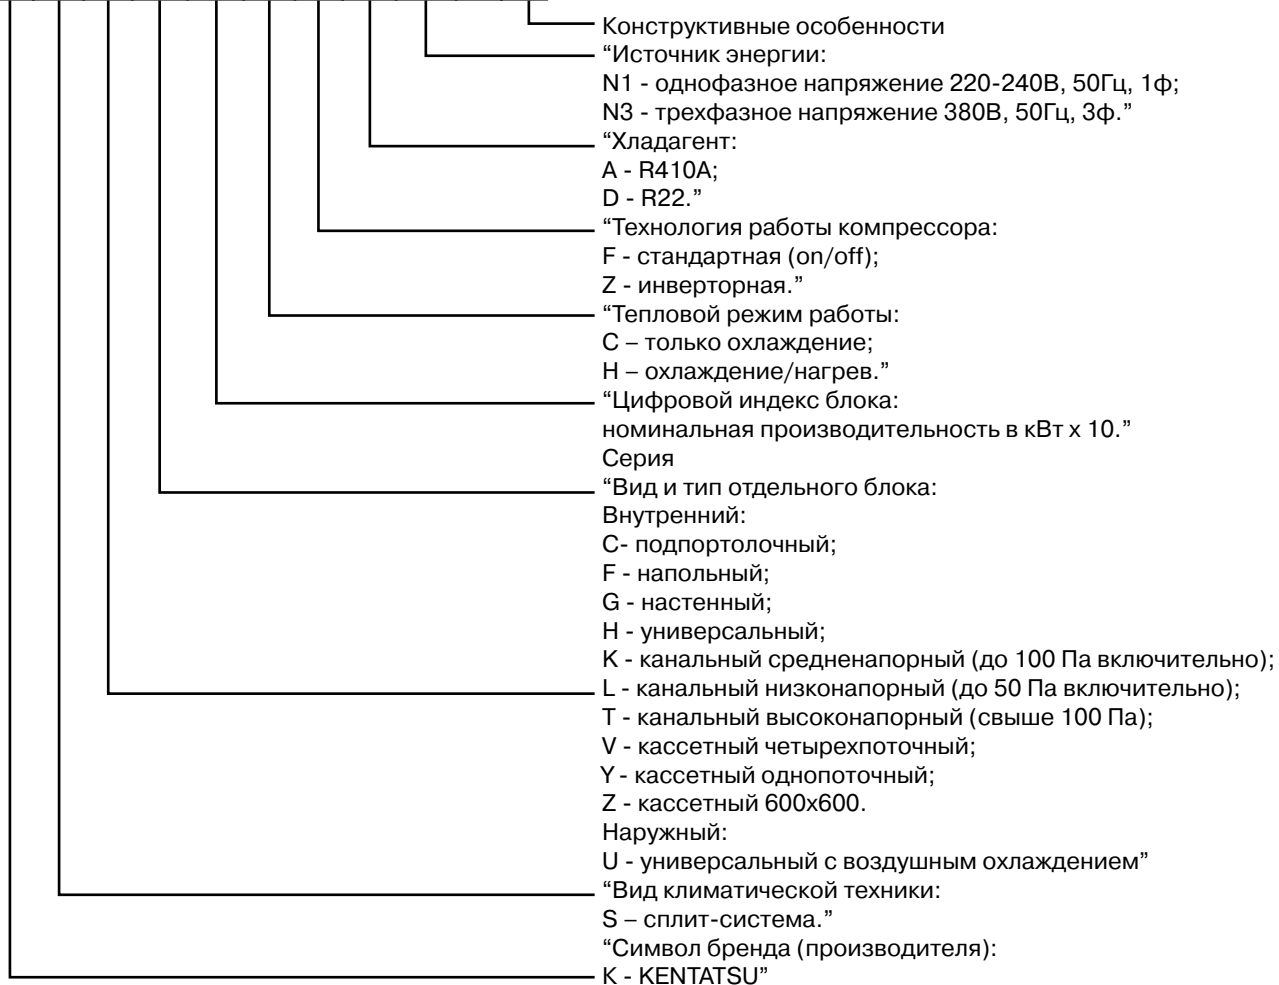 Конструктивные особенности
“Источник энергии:
N1 - однофазное напряжение 220-240В, 50Гц, 1ф;
N3 - трехфазное напряжение 380В, 50Гц, 3ф.”
“Хладагент:
A - R410A;
D - R22.”
“Технология работы компрессора:
F - стандартная (on/off);
Z - инверторная.”
“Тепловой режим работы:
C – только охлаждение;
H – охлаждение/нагрев.”
“Цифровой индекс блока:
номинальная производительность в кВт х 10.”
Серия
“Вид и тип отдельного блока:
Внутренний:
C- подпортолочный;
F - напольный;
G - настенный;
H - универсальный;
K - канальный средненапорный (до 100 Па включительно);
L - канальный низконапорный (до 50 Па включительно);
T - канальный высоконапорный (свыше 100 Па);
V - кассетный четырехпоточный;
Y - кассетный однопоточный;
Z - кассетный 600х600.
Наружный:
U - универсальный с воздушным охлаждением”
“Вид климатической техники:
S – сплит-система.”
“Символ бренда (производителя):
K - KENTATSU”